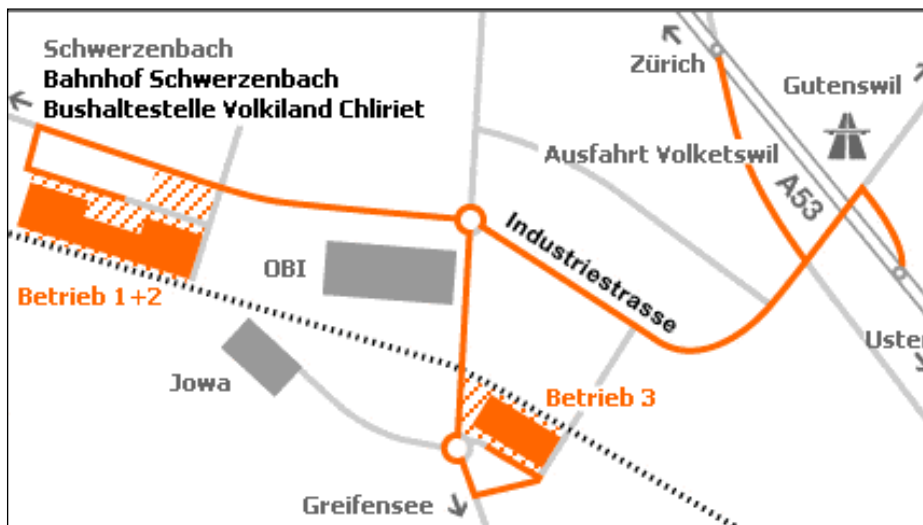 Schwerzenbach
Bahnhof Schwerzenbach
Bushaltestelle Volkiland Chliriet
Zürich
Gutenswil
Ausfahrt Volketswil
A53
Industriestrasse
OBI
Betrieb 1+2
Uster
Jowa
Betrieb 3
Greifensee